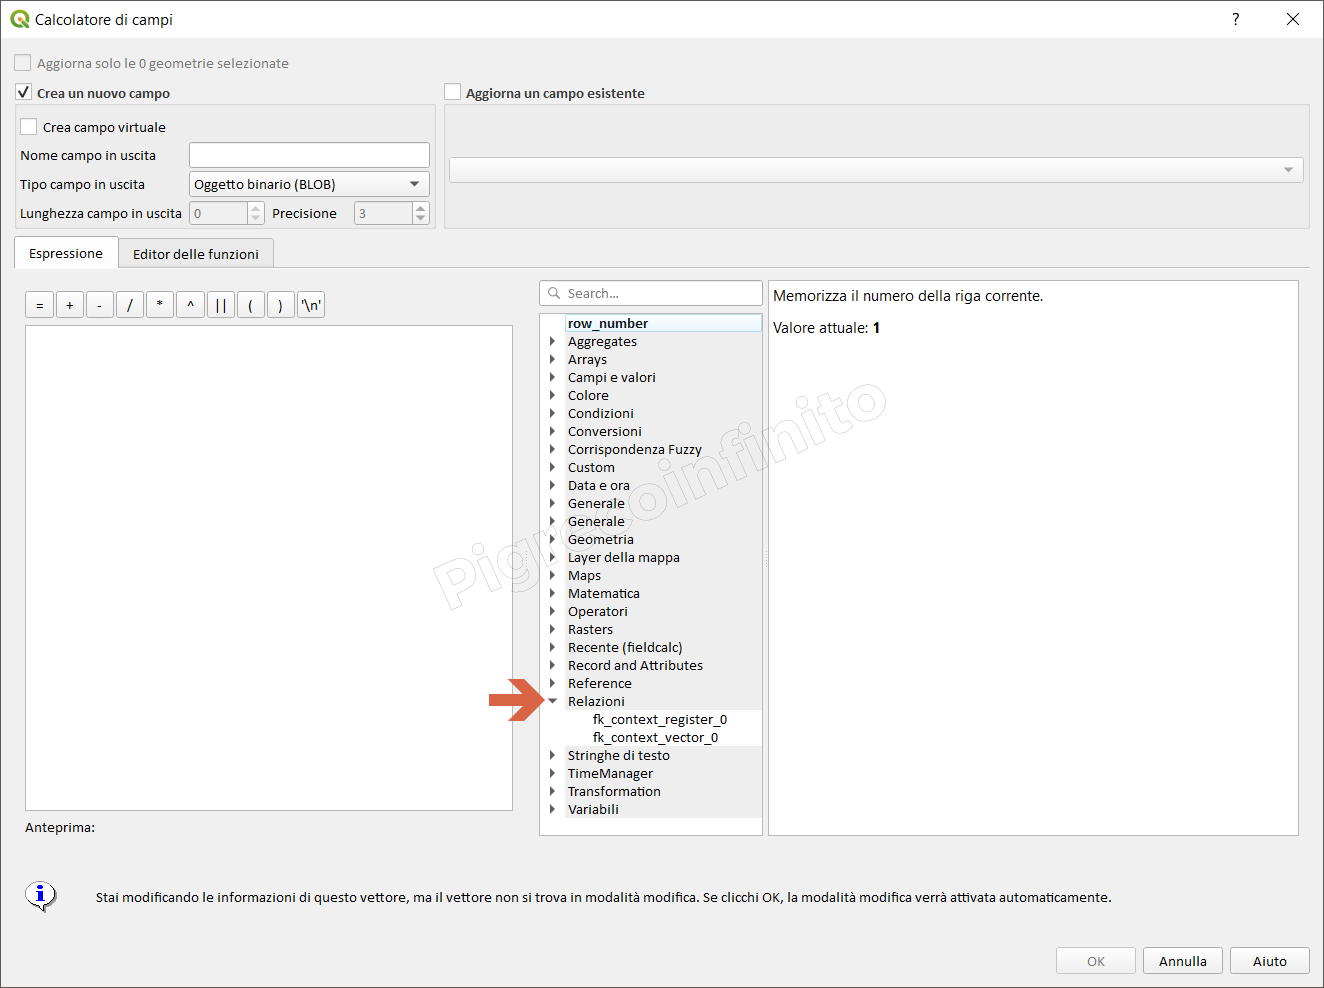 Calcolatore di campi
?
Aggiorna solo le 0 geometrie selezionate
Crea un nuovo campo
Aggiorna un campo esistente
Crea campo virtuale
Nome campo in uscita
Tipo campo in uscita
Oggetto binario (BLOB)
Lunghezza campo in uscita
0
Precisione
3
Espressione
Editor delle funzioni
= + - / * ^ || ( ) '\n'
Search...
row_number
Aggregates
Arrays
Campi e valori
Colore
Condizioni
Conversioni
Corrispondenza Fuzzy
Custom
Data e ora
Generale
Generale
Geometria
Layer della mappa
Maps
Matematica
Operatori
Rasters
Recente (fieldcalc)
Record and Attributes
Reference
Relazioni
fk_context_register_0
fk_context_vector_0
Stringhe di testo
TimeManager
Transformation
Variabili
Memorizza il numero della riga corrente.
Valore attuale: 1
Pigrecoinfinito
Anteprima:
Stai modificando le informazioni di questo vettore, ma il vettore non si trova in modalità modifica. Se clicchi OK, la modalità modifica verrà attivata automaticamente.
OK
Annulla
Aiuto